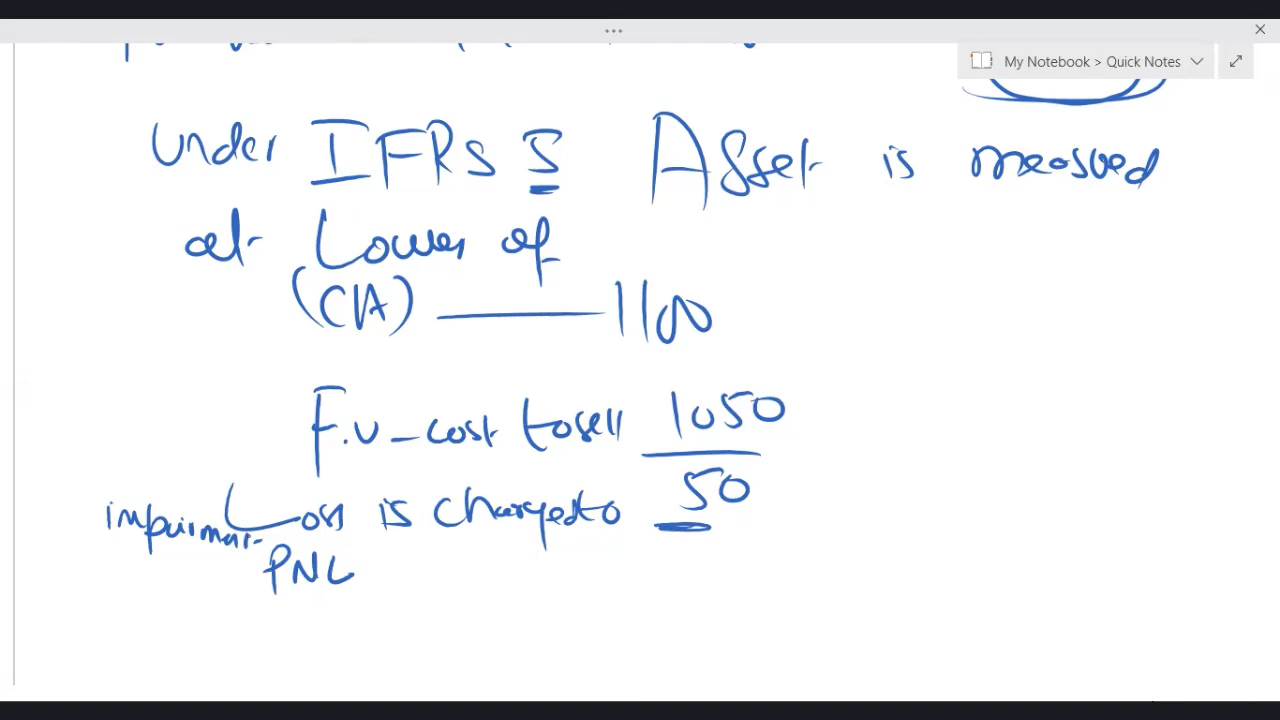 My Notebook > Quick Notes
Under IFRS 5 Asset is measured
at Lower of
(CA) 1100
F.V - cost to sell 1050
50
impairmat Loss is charged to
PNL